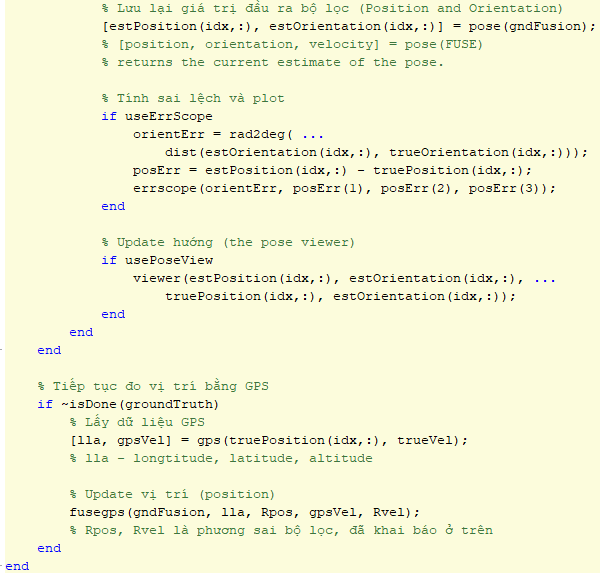 % Lưu lại giá trị đầu ra bộ lọc (Position and Orientation)
[estPosition(idx,:), estOrientation(idx,:)] = pose(gndFusion);
% [position, orientation, velocity] = pose(FUSE)
% returns the current estimate of the pose.
% Tính sai lệch và plot
if useErrScope
orientErr = rad2deg( ...
dist(estOrientation(idx,:), trueOrientation(idx,:)));
posErr = estPosition(idx,:) - truePosition(idx,:);
errscope(orientErr, posErr(1), posErr(2), posErr(3));
end
% Update hướng (the pose viewer)
if usePoseView
viewer(estPosition(idx,:), estOrientation(idx,:), ...
truePosition(idx,:), estOrientation(idx,:));
end
end
end
% Tiếp tục đo vị trí bằng GPS
if ~isDone(groundTruth)
% Lấy dữ liệu GPS
[lla, gpsVel] = gps(truePosition(idx,:), trueVel);
% lla - longtitude, latitude, altitude
% Update vị trí (position)
fusegps(gndFusion, lla, Rpos, gpsVel, Rvel);
% Rpos, Rvel là phương sai bộ lọc, đã khai báo ở trên
end
end